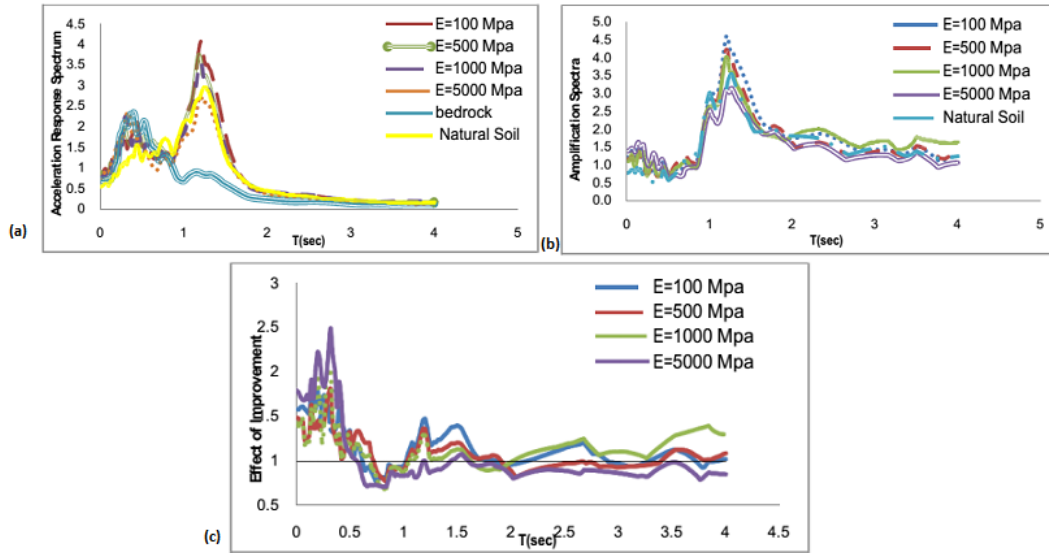 Acceleration Response Spectrum
4.5
4
3.5
3
2.5
2
1.5
1
0.5
0
0
1
2
3
4
5
T(sec)
E=100 Mpa
E=500 Mpa
E=1000 Mpa
E=5000 Mpa
bedrock
Natural Soil
(a)
Amplification Spectra
5.0
4.5
4.0
3.5
3.0
2.5
2.0
1.5
1.0
0.5
0.0
0
1
2
3
4
5
T(sec)
E=100 Mpa
E=500 Mpa
E=1000 Mpa
E=5000 Mpa
Natural Soil
(b)
Effect of Improvement
3
2.5
2
1.5
1
0.5
0
0.5
1
1.5
2
2.5
3
3.5
4
4.5
T(sec)
E=100 Mpa
E=500 Mpa
E=1000 Mpa
E=5000 Mpa
(c)